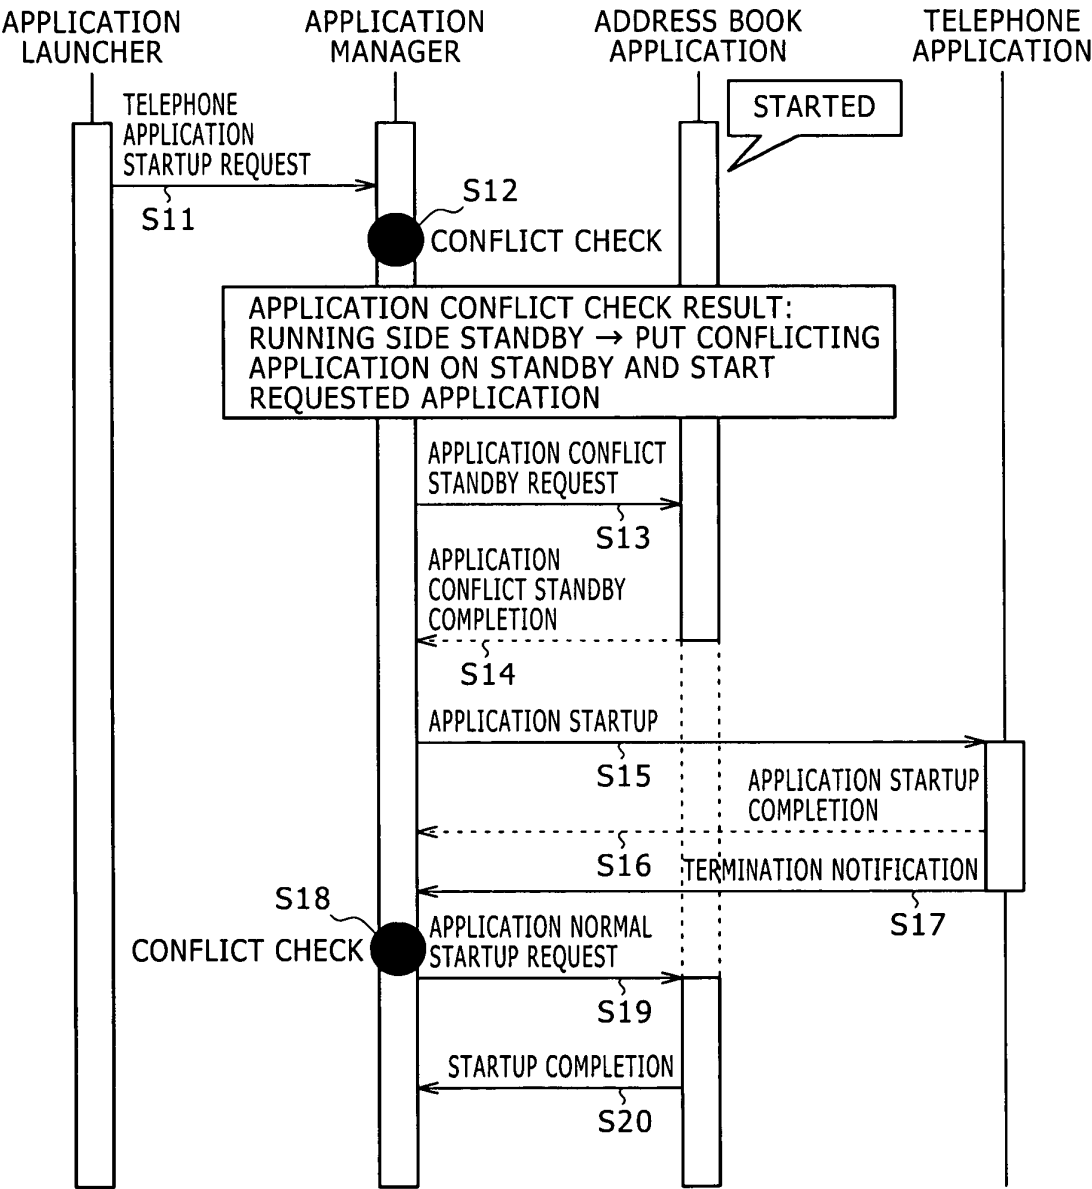 APPLICATION
LAUNCHER
APPLICATION
MANAGER
ADDRESS BOOK
APPLICATION
TELEPHONE
APPLICATION
STARTED
TELEPHONE
APPLICATION
STARTUP REQUEST
S11
S12
CONFLICT CHECK
APPLICATION CONFLICT CHECK RESULT:
RUNNING SIDE STANDBY → PUT CONFLICTING
APPLICATION ON STANDBY AND START
REQUESTED APPLICATION
APPLICATION CONFLICT
STANDBY REQUEST
S13
APPLICATION
CONFLICT STANDBY
COMPLETION
S14
APPLICATION STARTUP
S15
APPLICATION STARTUP
COMPLETION
S16
TERMINATION NOTIFICATION
S17
S18
CONFLICT CHECK
APPLICATION NORMAL
STARTUP REQUEST
S19
STARTUP COMPLETION
S20